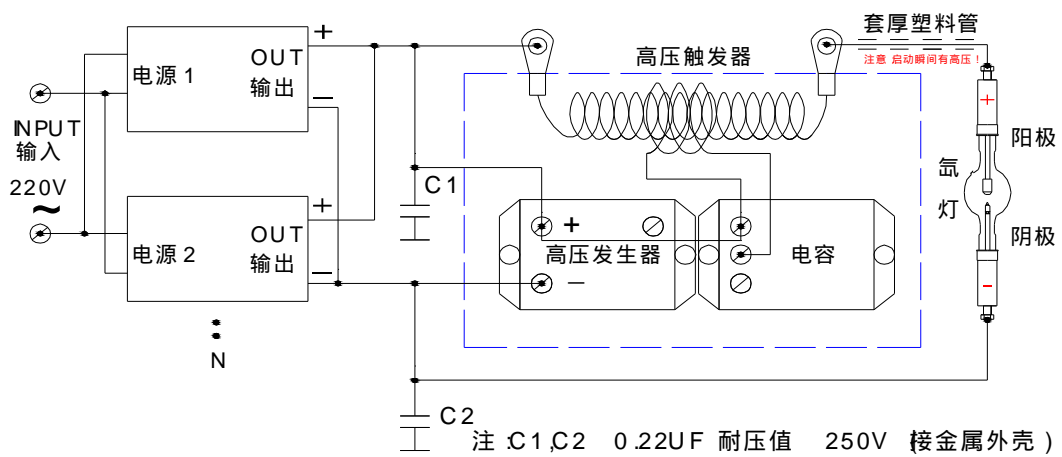 电源1
OUT
输出
+
−
INPUT
输入
220V
~
电源2
OUT
输出
+
−
N
C1
C2
高压触发器
套厚塑料管
注意 启动瞬间有高压！
+
阳极
氙
灯
阴极
-
+
高压发生器
−
电容
注:C1,C2 0.22UF 耐压值 250V (接金属外壳)